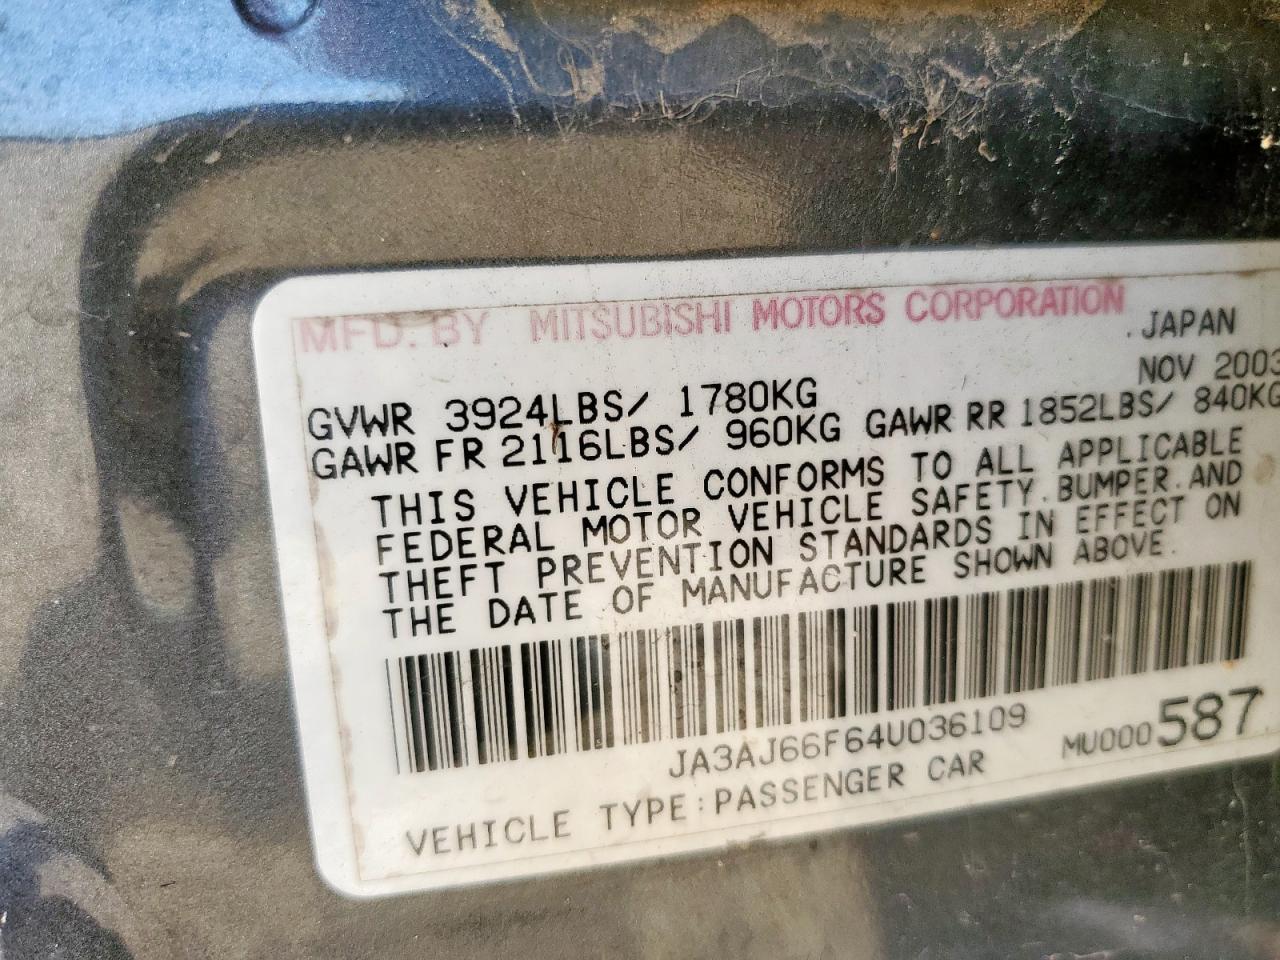 MFD. BY MITSUBISHI MOTORS CORPORATION
.JAPAN
NOV 2003
GVWR 3924LBS/ 1780KG
GAWR FR 2116LBS/ 960KG GAWR RR 1852LBS/ 840KG
THIS VEHICLE CONFORMS TO ALL APPLICABLE
FEDERAL MOTOR VEHICLE SAFETY.BUMPER.AND
THEFT PREVENTION STANDARDS IN EFFECT ON
THE DATE OF MANUFACTURE SHOWN ABOVE.
JA3AJ66F64U036109
MU000587
VEHICLE TYPE:PASSENGER CAR